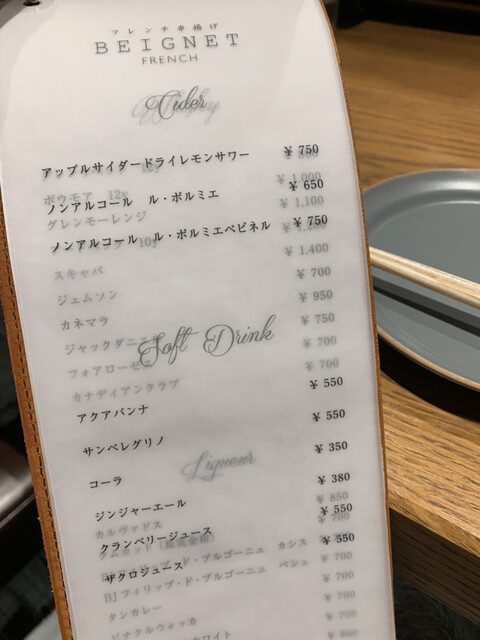 フレンチ串揚げ
BEIGNET
FRENCH
Cider
アップルサイダードライレモンサワー ¥ 750
ボウモア 12y ¥ 1,000
ノンアルコール ル・ポルミエ ¥ 650
グレンモーレンジ ¥ 1,100
ノンアルコール ル・ポルミエペピネル ¥ 750
¥ 1,400
スキャパ ¥ 700
ジェムソン ¥ 950
カネマラ ¥ 750
ジャックダニエ ¥ 700
Soft Drink
フォアローゼ ¥ 700
カナディアンクラブ
アクアパンナ ¥ 550
サンペレグリノ ¥ 550
コーラ ¥ 350
Liqueur
ジンジャーエール ¥ 380
カルヴァドス ¥ 850
クランベリージュース ¥ 550
ド・ブルゴーニュ カシス ¥ 700
ザクロジュース ¥ 550
BJフィリップ・ド・ブルゴーニュ ペシェ ¥ 700
タンカレー ¥ 700
ピナクルウォッカ ¥ 700